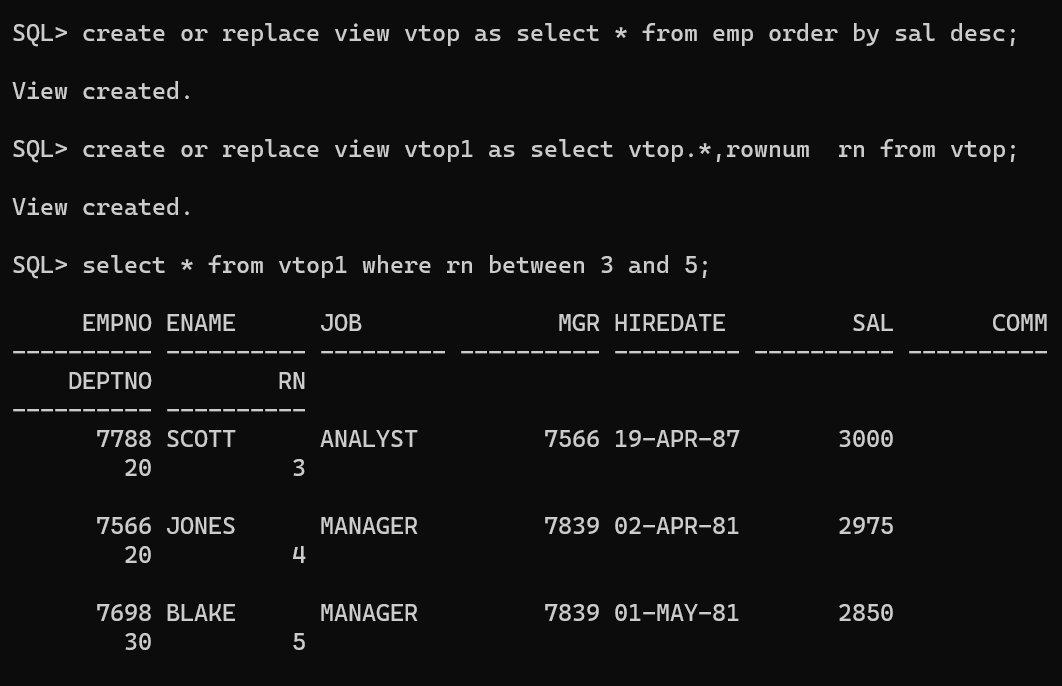 SQL> create or replace view vtop as select * from emp order by sal desc;
View created.
SQL> create or replace view vtop1 as select vtop.*,rownum  rn from vtop;
View created.
SQL> select * from vtop1 where rn between 3 and 5;
     EMPNO ENAME      JOB              MGR HIREDATE         SAL       COMM
---------- ---------- --------- ---------- --------- ---------- ----------
    DEPTNO         RN
---------- ----------
      7788 SCOTT      ANALYST         7566 19-APR-87       3000
        20          3
      7566 JONES      MANAGER         7839 02-APR-81       2975
        20          4
      7698 BLAKE      MANAGER         7839 01-MAY-81       2850
        30          5